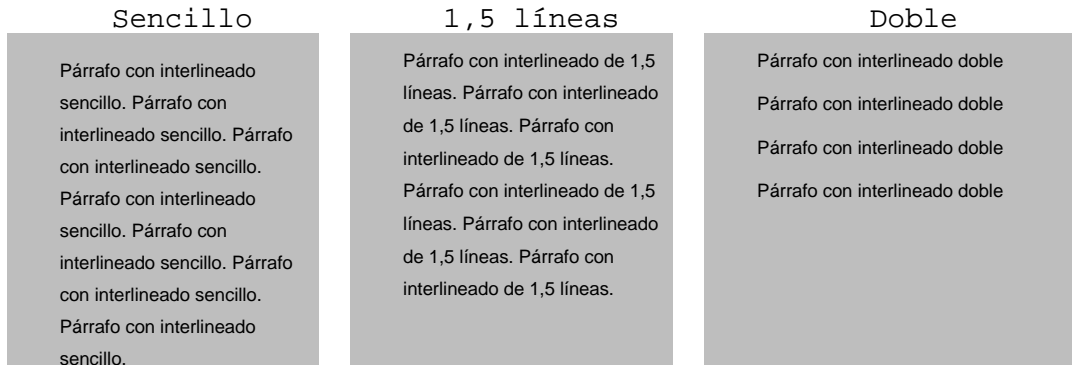 Sencillo
Párrafo con interlineado
sencillo. Párrafo con
interlineado sencillo. Párrafo
con interlineado sencillo.
Párrafo con interlineado
sencillo. Párrafo con
interlineado sencillo. Párrafo
con interlineado sencillo.
Párrafo con interlineado
sencillo.
1,5 líneas
Párrafo con interlineado de 1,5
líneas. Párrafo con interlineado
de 1,5 líneas. Párrafo con
interlineado de 1,5 líneas.
Párrafo con interlineado de 1,5
líneas. Párrafo con interlineado
de 1,5 líneas. Párrafo con
interlineado de 1,5 líneas.
Doble
Párrafo con interlineado doble
Párrafo con interlineado doble
Párrafo con interlineado doble
Párrafo con interlineado doble